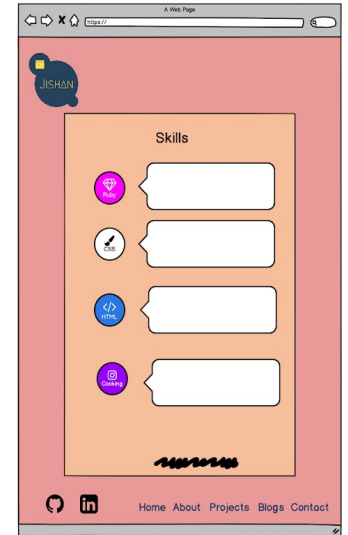 A Web Page
https://
JISHAN
Skills
Ruby
CSS
HTML
Cooking
Home About Projects Blogs Contact